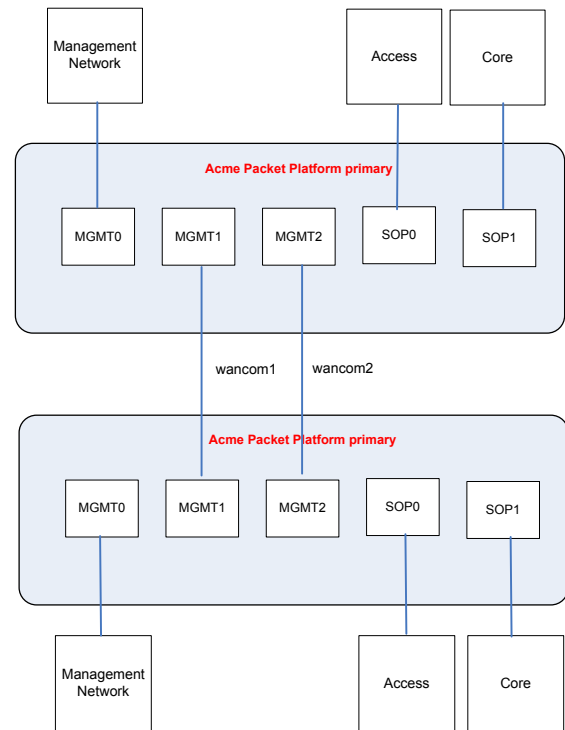 Management
Network
Access
Core
Acme Packet Platform primary
MGMT0
MGMT1
MGMT2
SOP0
SOP1
wancom1
wancom2
Acme Packet Platform primary
MGMT0
MGMT1
MGMT2
SOP0
SOP1
Management
Network
Access
Core